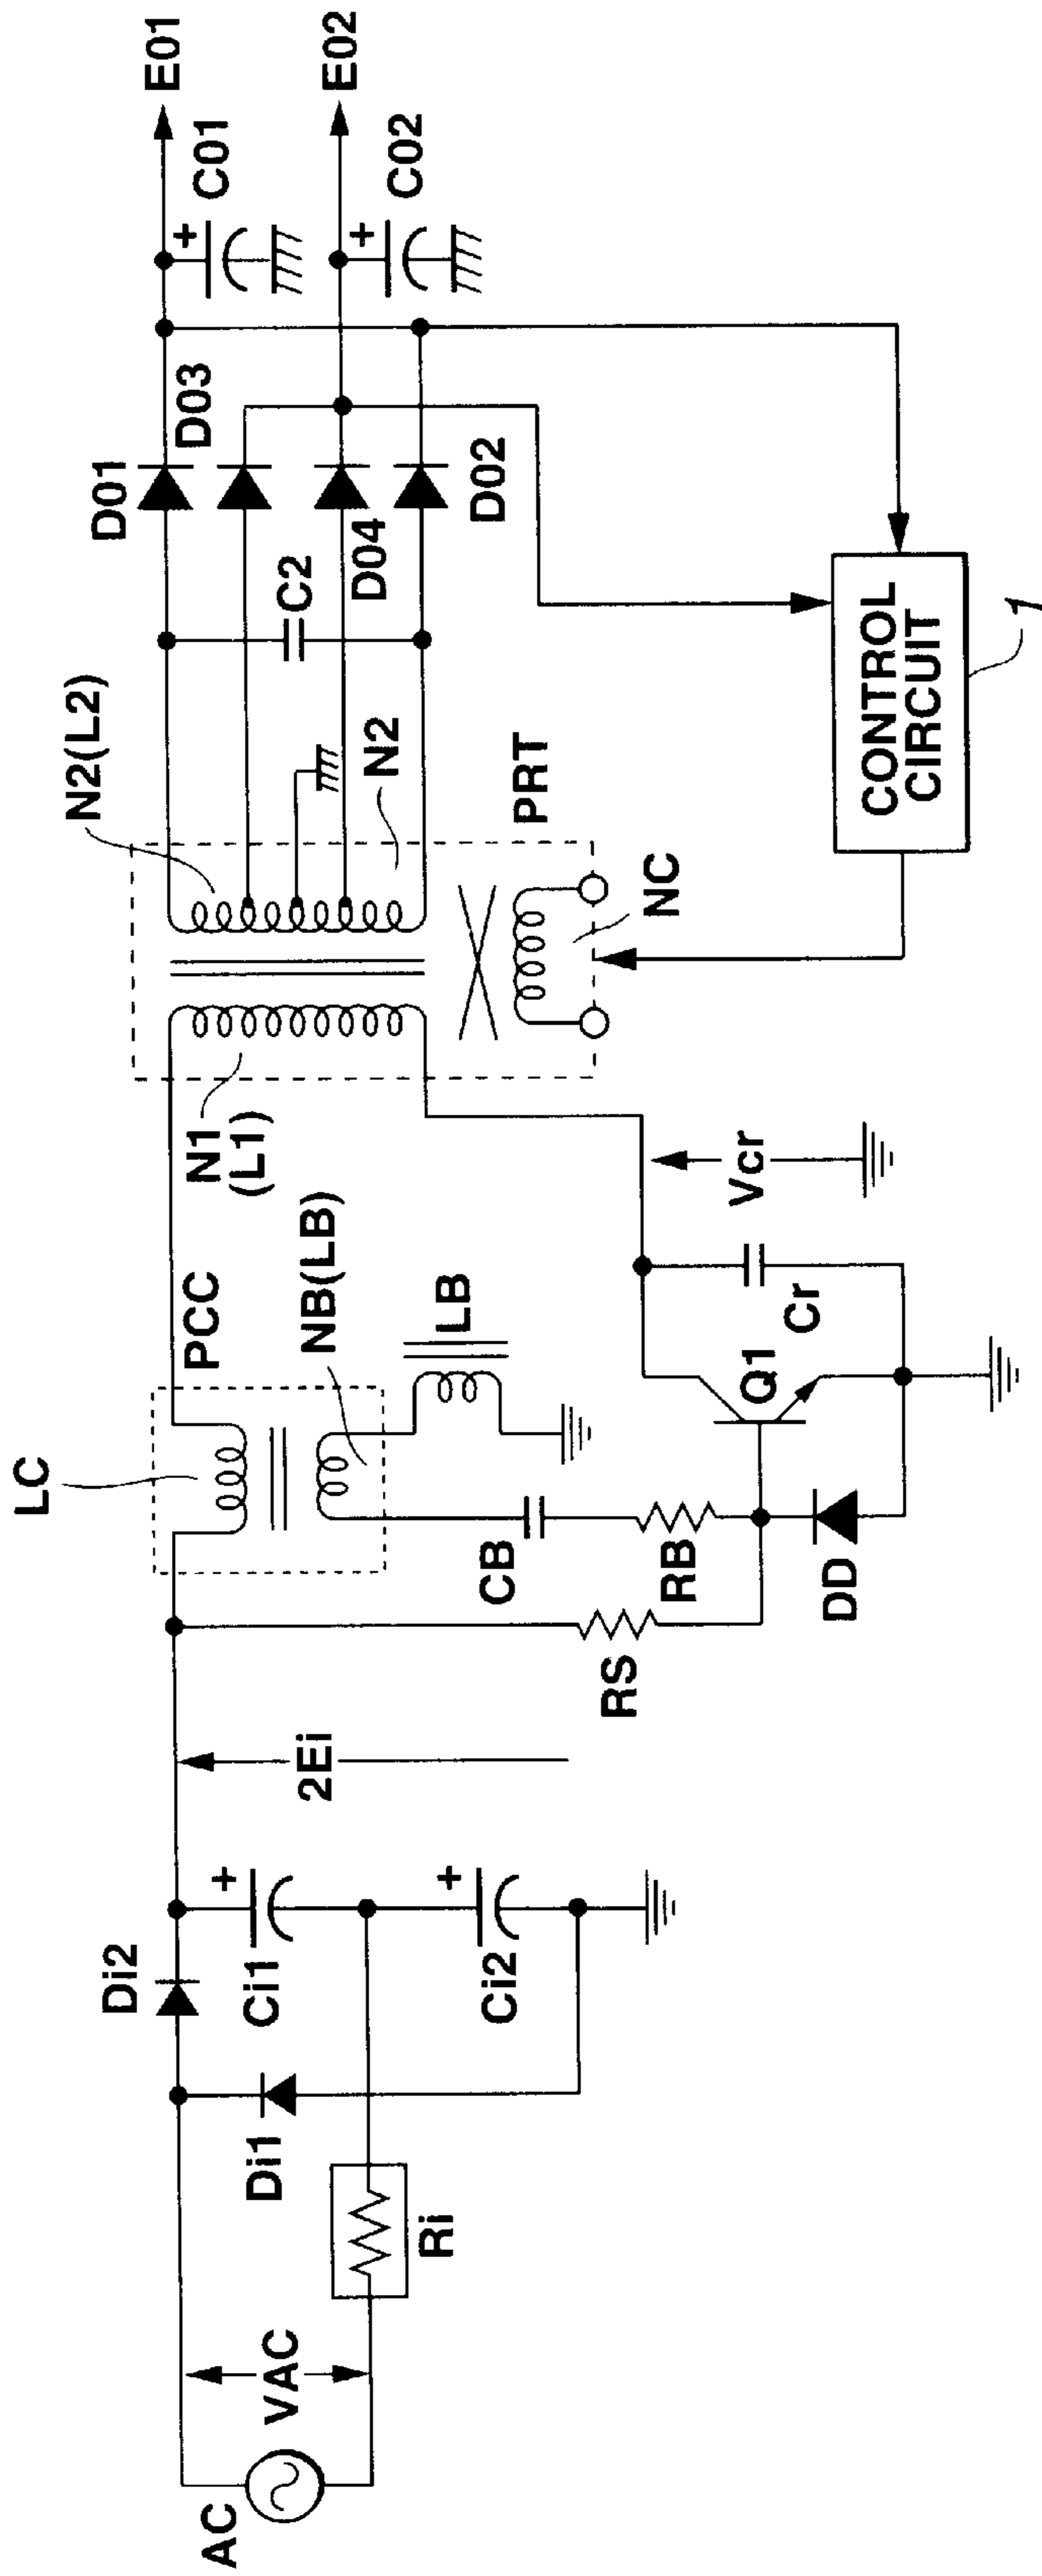 AC
VAC
Ri
Di1
Di2
+
Ci1
+
Ci2
2Ei
RS
LC
PCC
NB(LB)
LB
CB
RB
DD
Q1
Cr
Vcr
N1
(L1)
N2(L2)
N2
PRT
NC
C2
D01
D03
D04
D02
+
C01
+
C02
E01
E02
CONTROL
CIRCUIT
1